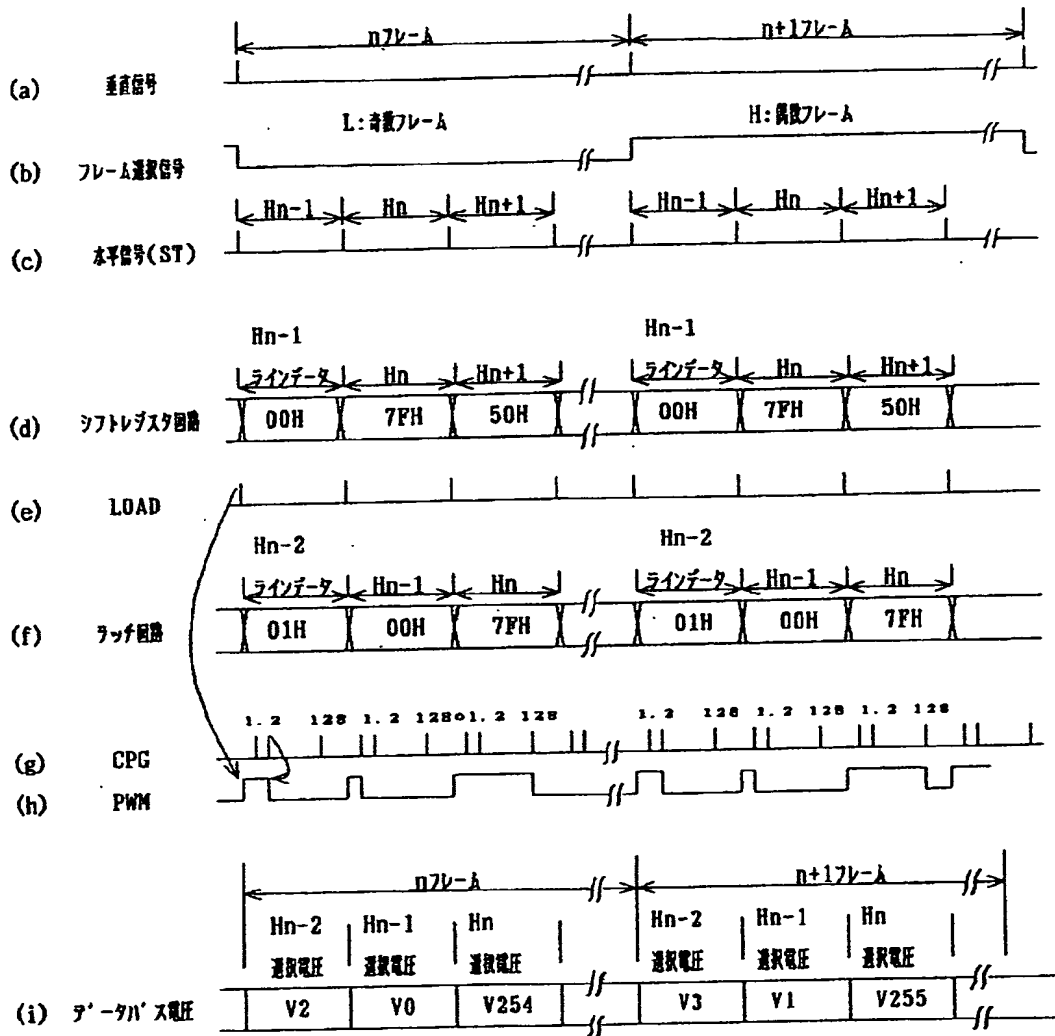 nフレーム n+1フレーム
(a) 垂直信号
L:奇数フレーム H:偶数フレーム
(b) フレーム選択信号
Hn-1 Hn Hn+1 Hn-1 Hn Hn+1
(c) 水平信号(ST)
Hn-1 Hn-1
ラインデータ Hn Hn+1 ラインデータ Hn Hn+1
(d) シフトレジスタ回路 00H 7FH 50H 00H 7FH 50H
(e) LOAD
Hn-2 Hn-2
ラインデータ Hn-1 Hn ラインデータ Hn-1 Hn
(f) ラッチ回路 01H 00H 7FH 01H 00H 7FH
1. 2 128 1. 2 12801. 2 128 1. 2 128 1. 2 128 1. 2 128
(g) CPG
(h) PWM
nフレーム n+1フレーム
Hn-2 Hn-1 Hn Hn-2 Hn-1 Hn
選択電圧 選択電圧 選択電圧 選択電圧 選択電圧 選択電圧
(i) データバス電圧 V2 V0 V254 V3 V1 V255